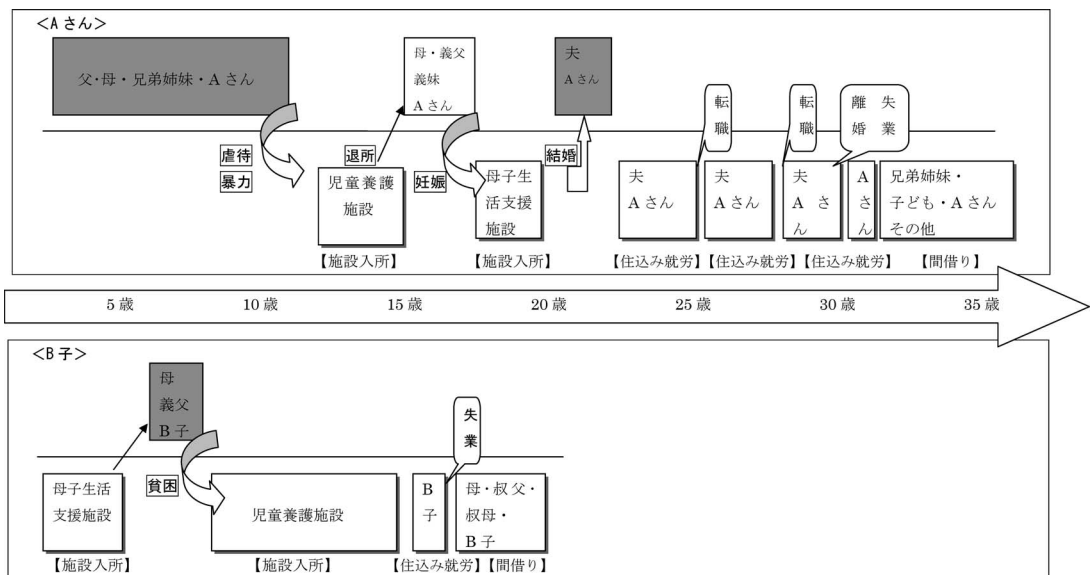 <Aさん>
父・母・兄弟姉妹・Aさん
母・義父
義妹
Aさん
夫
Aさん
転職
転職
離婚
失業
虐待
暴力
退所
妊娠
結婚
児童養護
施設
母子生
活支援
施設
夫
Aさん
夫
Aさん
夫
Aさ
ん
Aさん
兄弟姉妹・
子ども・Aさん
その他
【施設入所】
【施設入所】
【住込み就労】
【住込み就労】
【住込み就労】
【間借り】
5歳
10歳
15歳
20歳
25歳
30歳
35歳
<B子>
母
義父
B子
失業
貧困
母子生活
支援施設
児童養護施設
B子
母・叔父・
叔母・
B子
【施設入所】
【施設入所】
【住込み就労】
【間借り】